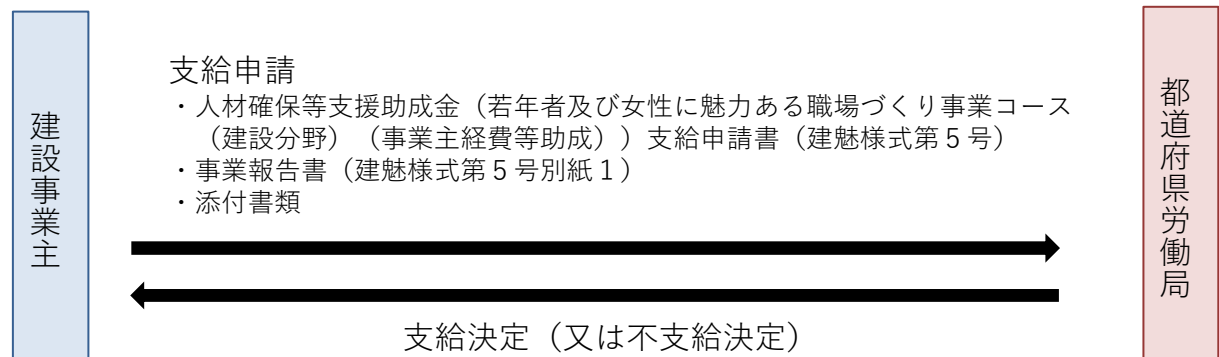 建設事業主
支給申請
・人材確保等支援助成金（若年者及び女性に魅力ある職場づくり事業コース
（建設分野）（事業主経費等助成））支給申請書（建魅様式第５号）
・事業報告書（建魅様式第５号別紙１）
・添付書類
支給決定（又は不支給決定）
都道府県労働局